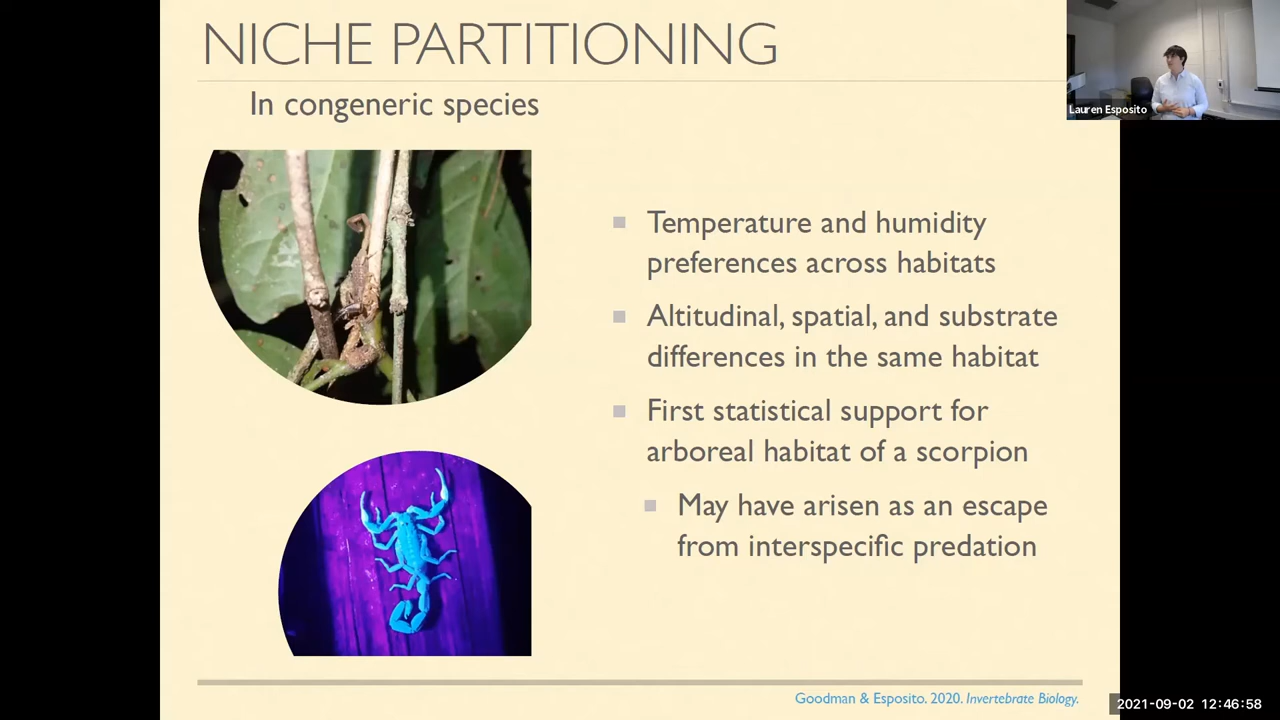 NICHE PARTITIONING
In congeneric species
Lauren Esposito
Temperature and humidity
preferences across habitats
Altitudinal, spatial, and substrate
differences in the same habitat
First statistical support for
arboreal habitat of a scorpion
May have arisen as an escape
from interspecific predation
Goodman & Esposito, 2020. Invertebrate Biology.
2021-09-02 12:46:58